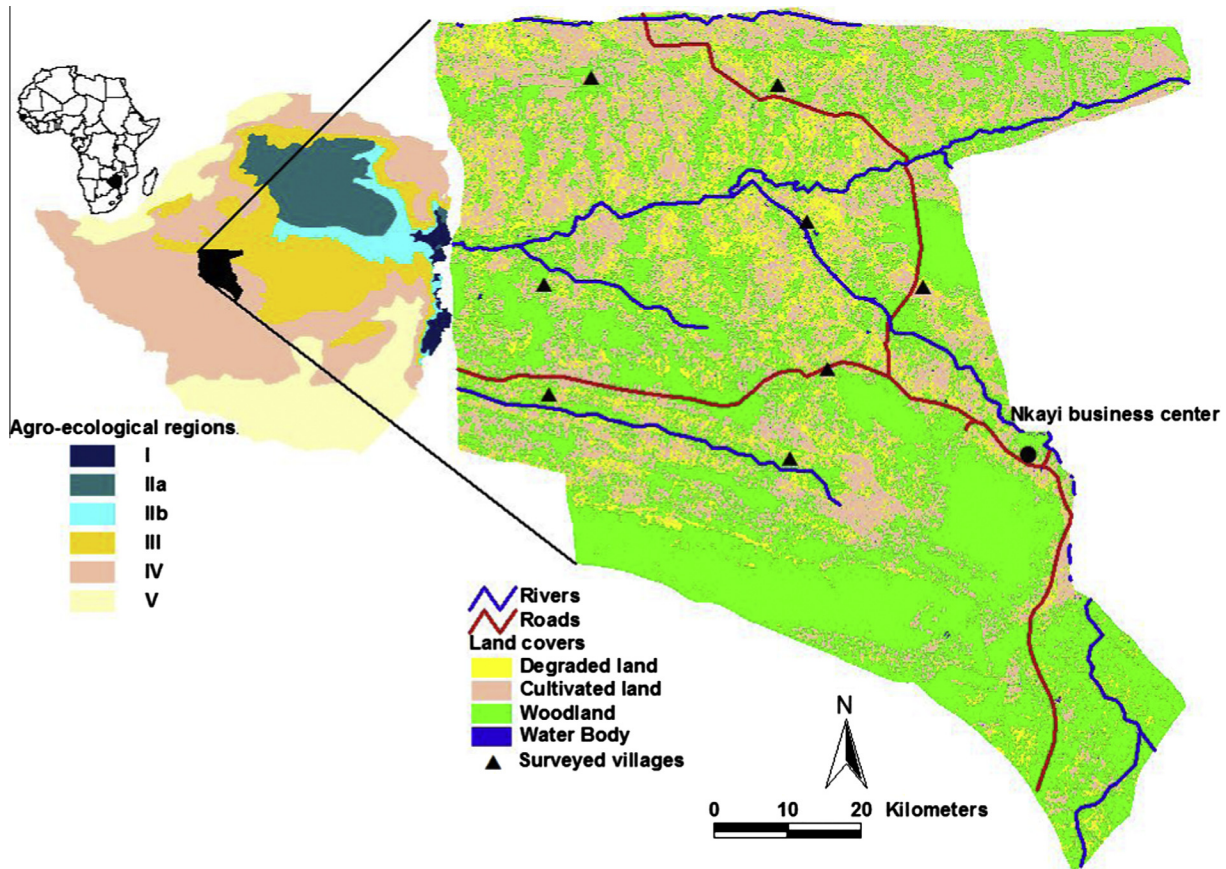 Nkayi business center
Agro-ecological regions.
I
IIa
IIb
III
IV
V
Rivers
Roads
Land covers
Degraded land
Cultivated land
Woodland
Water Body
Surveyed villages
N
0 10 20 Kilometers